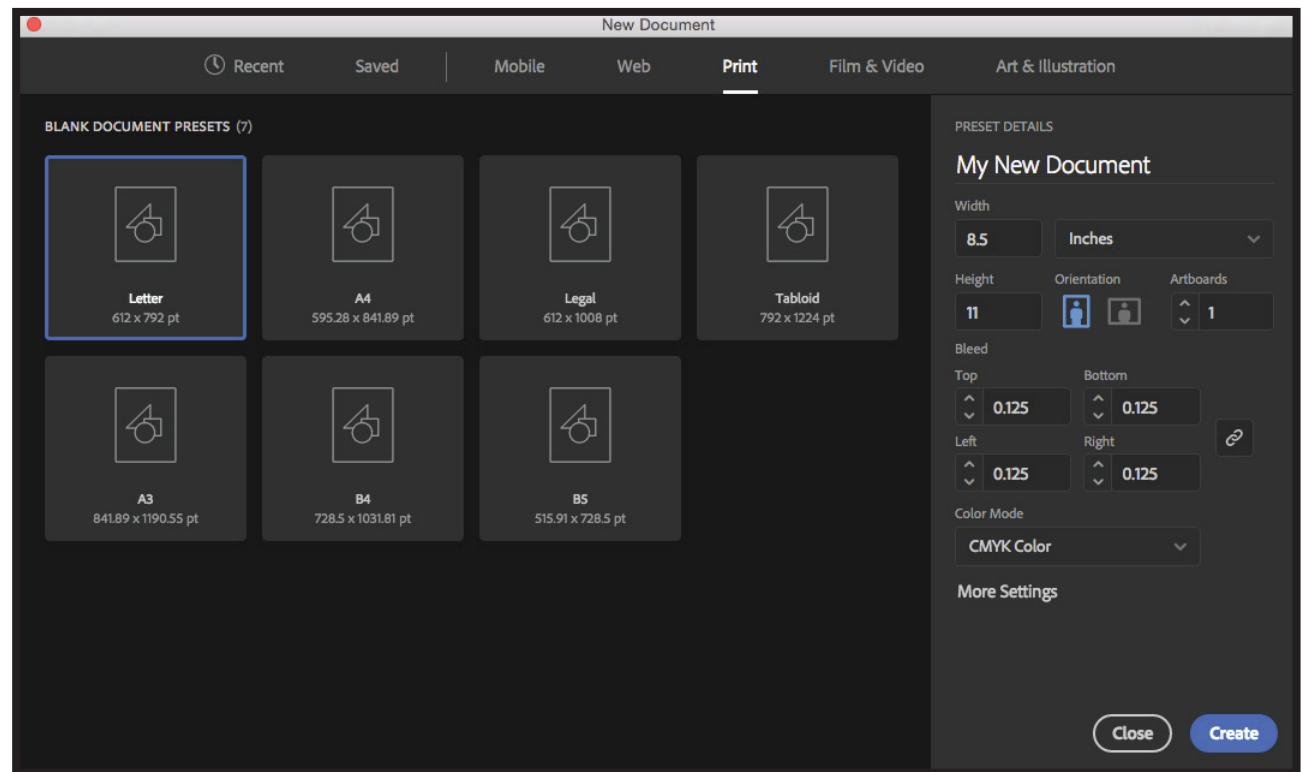 New Document
Recent Saved Mobile Web Print Film & Video Art & Illustration
BLANK DOCUMENT PRESETS (7)
Letter
612 x 792 pt
A4
595.28 x 841.89 pt
Legal
612 x 1008 pt
Tabloid
792 x 1224 pt
A3
841.89 x 1190.55 pt
B4
728.5 x 1031.81 pt
B5
515.91 x 728.5 pt
PRESET DETAILS
My New Document
Width
8.5 Inches
Height Orientation Artboards
11 1
Bleed
Top Bottom
0.125 0.125
Left Right
0.125 0.125
Color Mode
CMYK Color
More Settings
Close Create